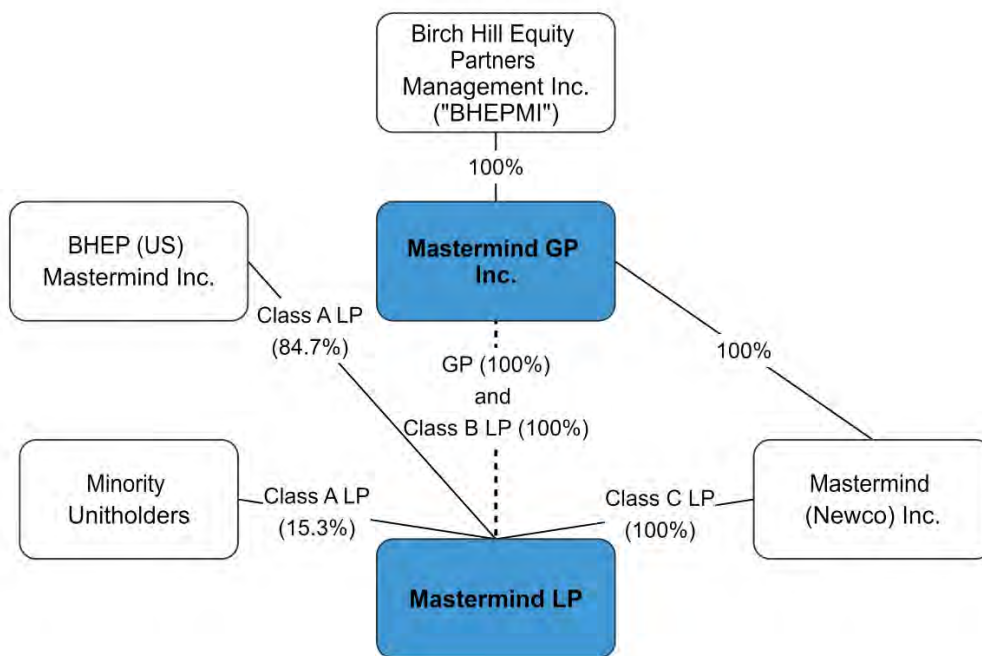 Birch Hill Equity
Partners
Management Inc.
("BHEPMI")
100%
BHEP (US)
Mastermind Inc.
Mastermind GP
Inc.
Class A LP
(84.7%)
GP (100%)
and
Class B LP (100%)
100%
Minority
Unitholders
Class A LP
(15.3%)
Class C LP
(100%)
Mastermind
(Newco) Inc.
Mastermind LP